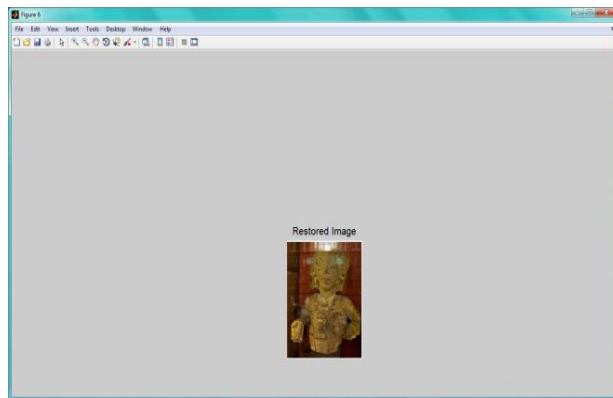 Figure 6
File Edit View Insert Tools Desktop Window Help
Restored Image